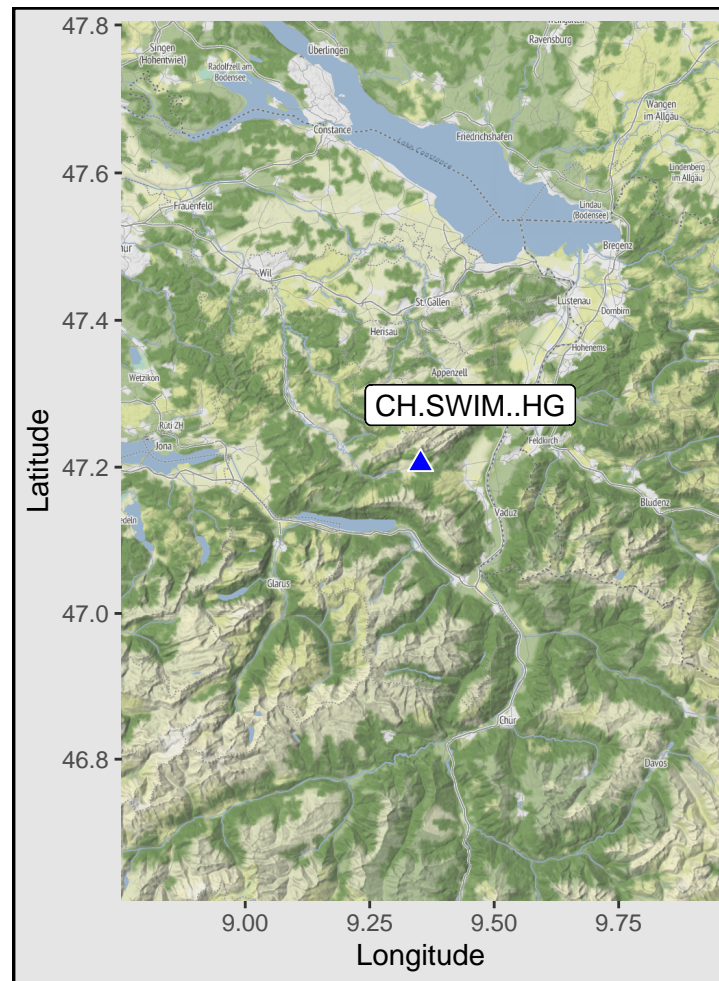 47.8
47.6
47.4
47.2
47.0
46.8
Latitude
Singen
(Hohentwiel)
Überlingen
Ravensburg
Radolfzell am
Bodensee
Wangen
im Allgäu
Constance
Friedrichshafen
Lake Constance
Lindenberg
im Allgäu
Frauenfeld
Lindau
(Bodensee)
Bregenz
Wil
St. Gallen
Lustenau
Dornbirn
Herisau
Hohenems
Appenzell
Wetzikon
CH.SWIM..HG
Rüti ZH
Jona
Feldkirch
Bludenz
Vaduz
Glarus
Chur
Davos
9.00
9.25
9.50
9.75
Longitude